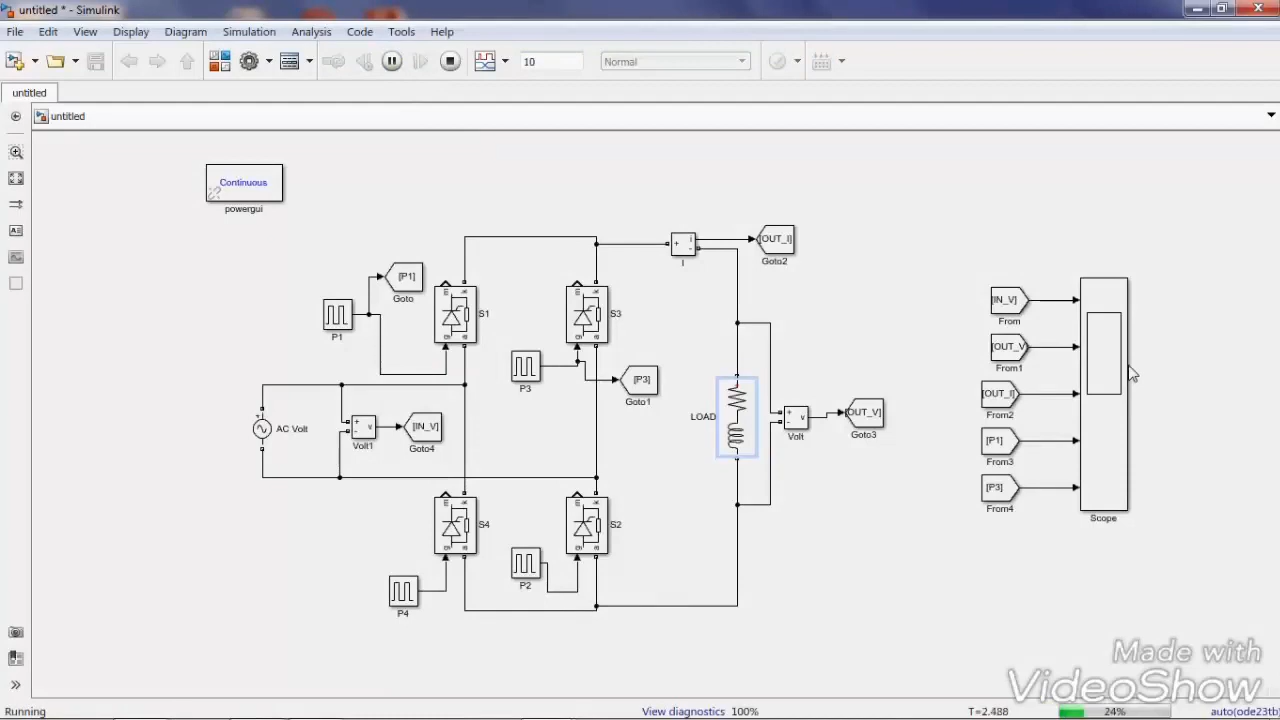 untitled * - Simulink
File Edit View Display Diagram Simulation Analysis Code Tools Help
10 Normal
untitled
untitled
Continuous
powergui
[P1]
Goto
P1
S1
S3
P3
[P3]
Goto1
I
[OUT_I]
Goto2
AC Volt
Volt1
[IN_V]
Goto4
LOAD
Volt
[OUT_V]
Goto3
S4
S2
P4
P2
[IN_V]
From
[OUT_V]
From1
[OUT_I]
From2
[P1]
From3
[P3]
From4
Scope
Made with
VideoShow
Running View diagnostics 100% T=2.488 24% auto(ode23tb)